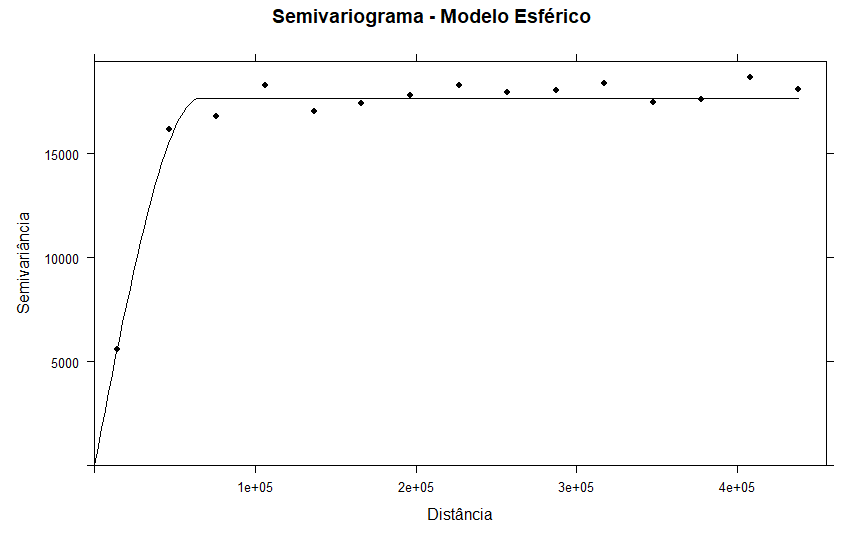 Semivariograma - Modelo Esférico
Semivariância
15000
10000
5000
1e+05 2e+05 3e+05 4e+05
Distância